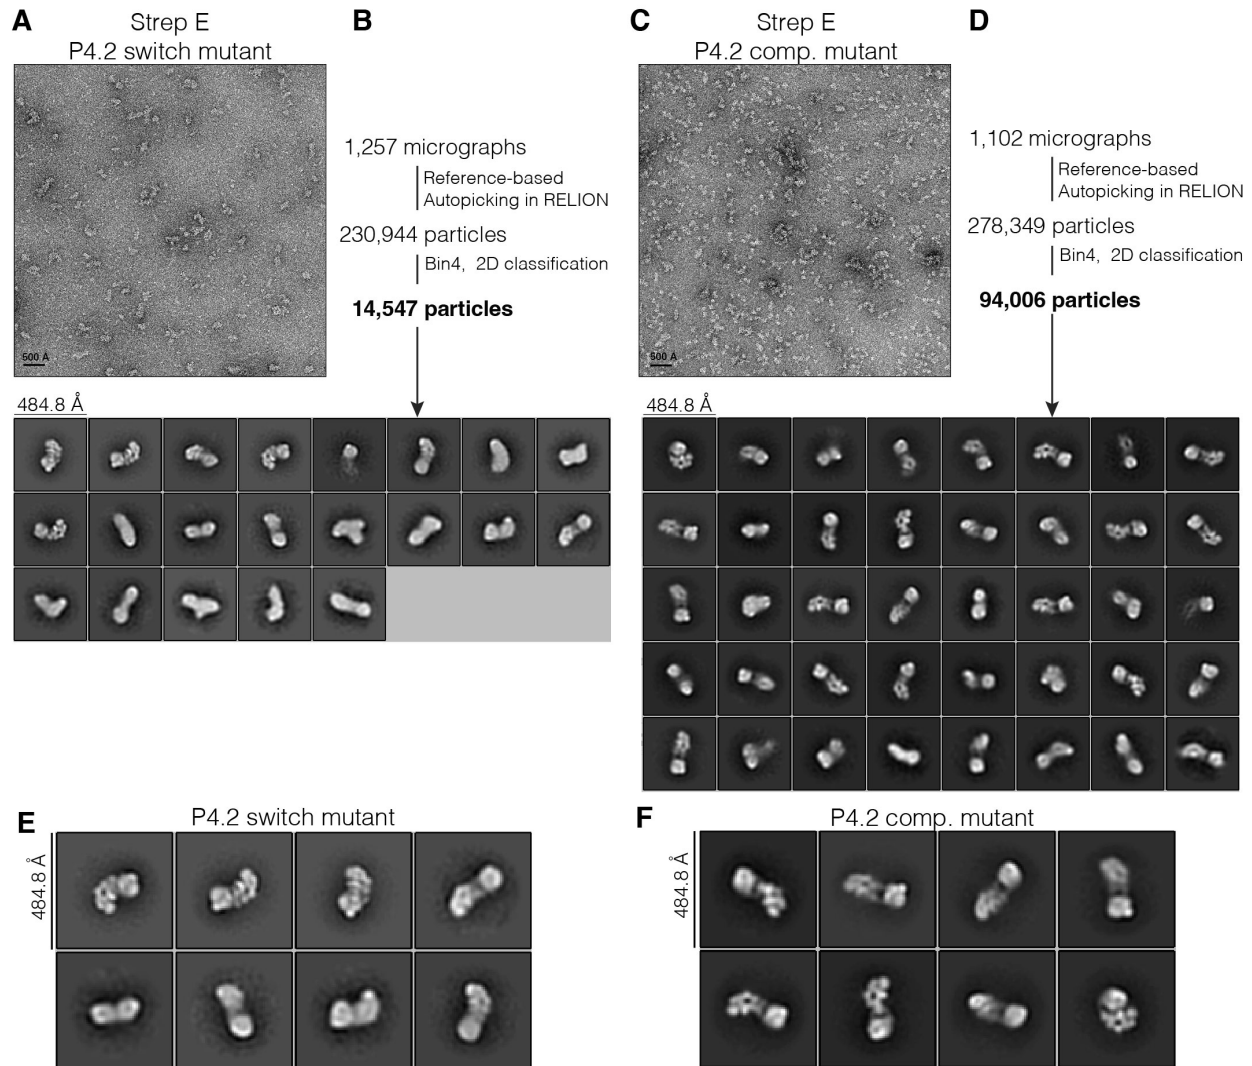 A
Strep E
P4.2 switch mutant
500 Å
B
1,257 micrographs
Reference-based
Autopicking in RELION
230,944 particles
Bin4, 2D classification
14,547 particles
484.8 Å
C
Strep E
P4.2 comp. mutant
500 Å
D
1,102 micrographs
Reference-based
Autopicking in RELION
278,349 particles
Bin4, 2D classification
94,006 particles
484.8 Å
E
P4.2 switch mutant
484.8 Å
F
P4.2 comp. mutant
484.8 Å